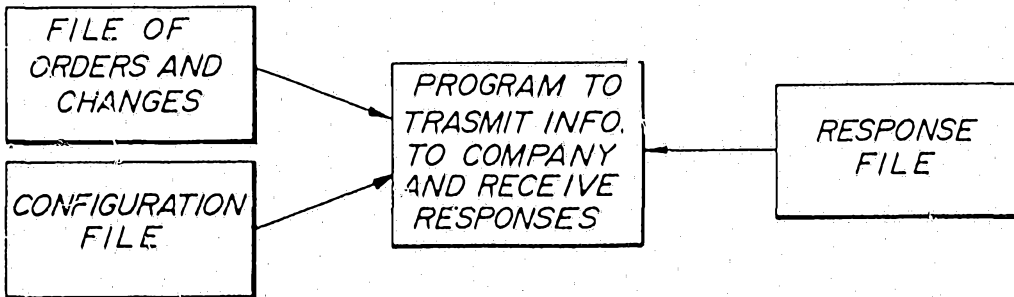 FILE OF
ORDERS AND
CHANGES
CONFIGURATION
FILE
PROGRAM TO
TRASMIT INFO.
TO COMPANY
AND RECEIVE
RESPONSES
RESPONSE
FILE